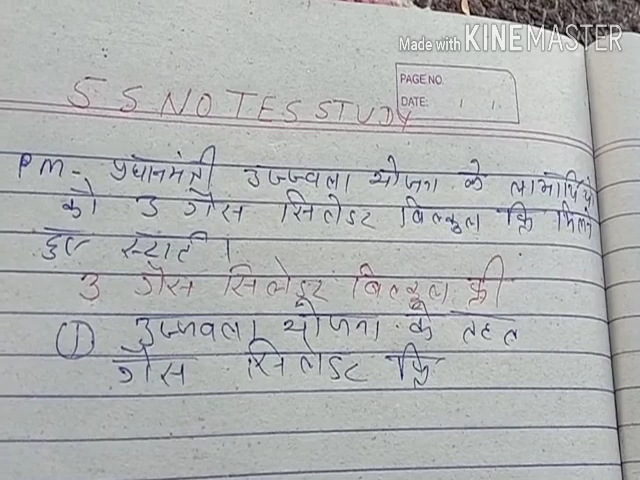 Made with KINEMASTER
PAGE NO.
DATE:
S S NOTES STUDY
PM- प्रधानमंत्री उज्जवला योजना के लाभार्थियो
को 3 गैस सिलेडर बिल्कुल फ्रि मिलन
हुए स्टार्ट।
3 गैस सिलेडर बिल्कुल फ्री
① उज्जवला योजना के तहत
गैस सिलेडर फ्रि